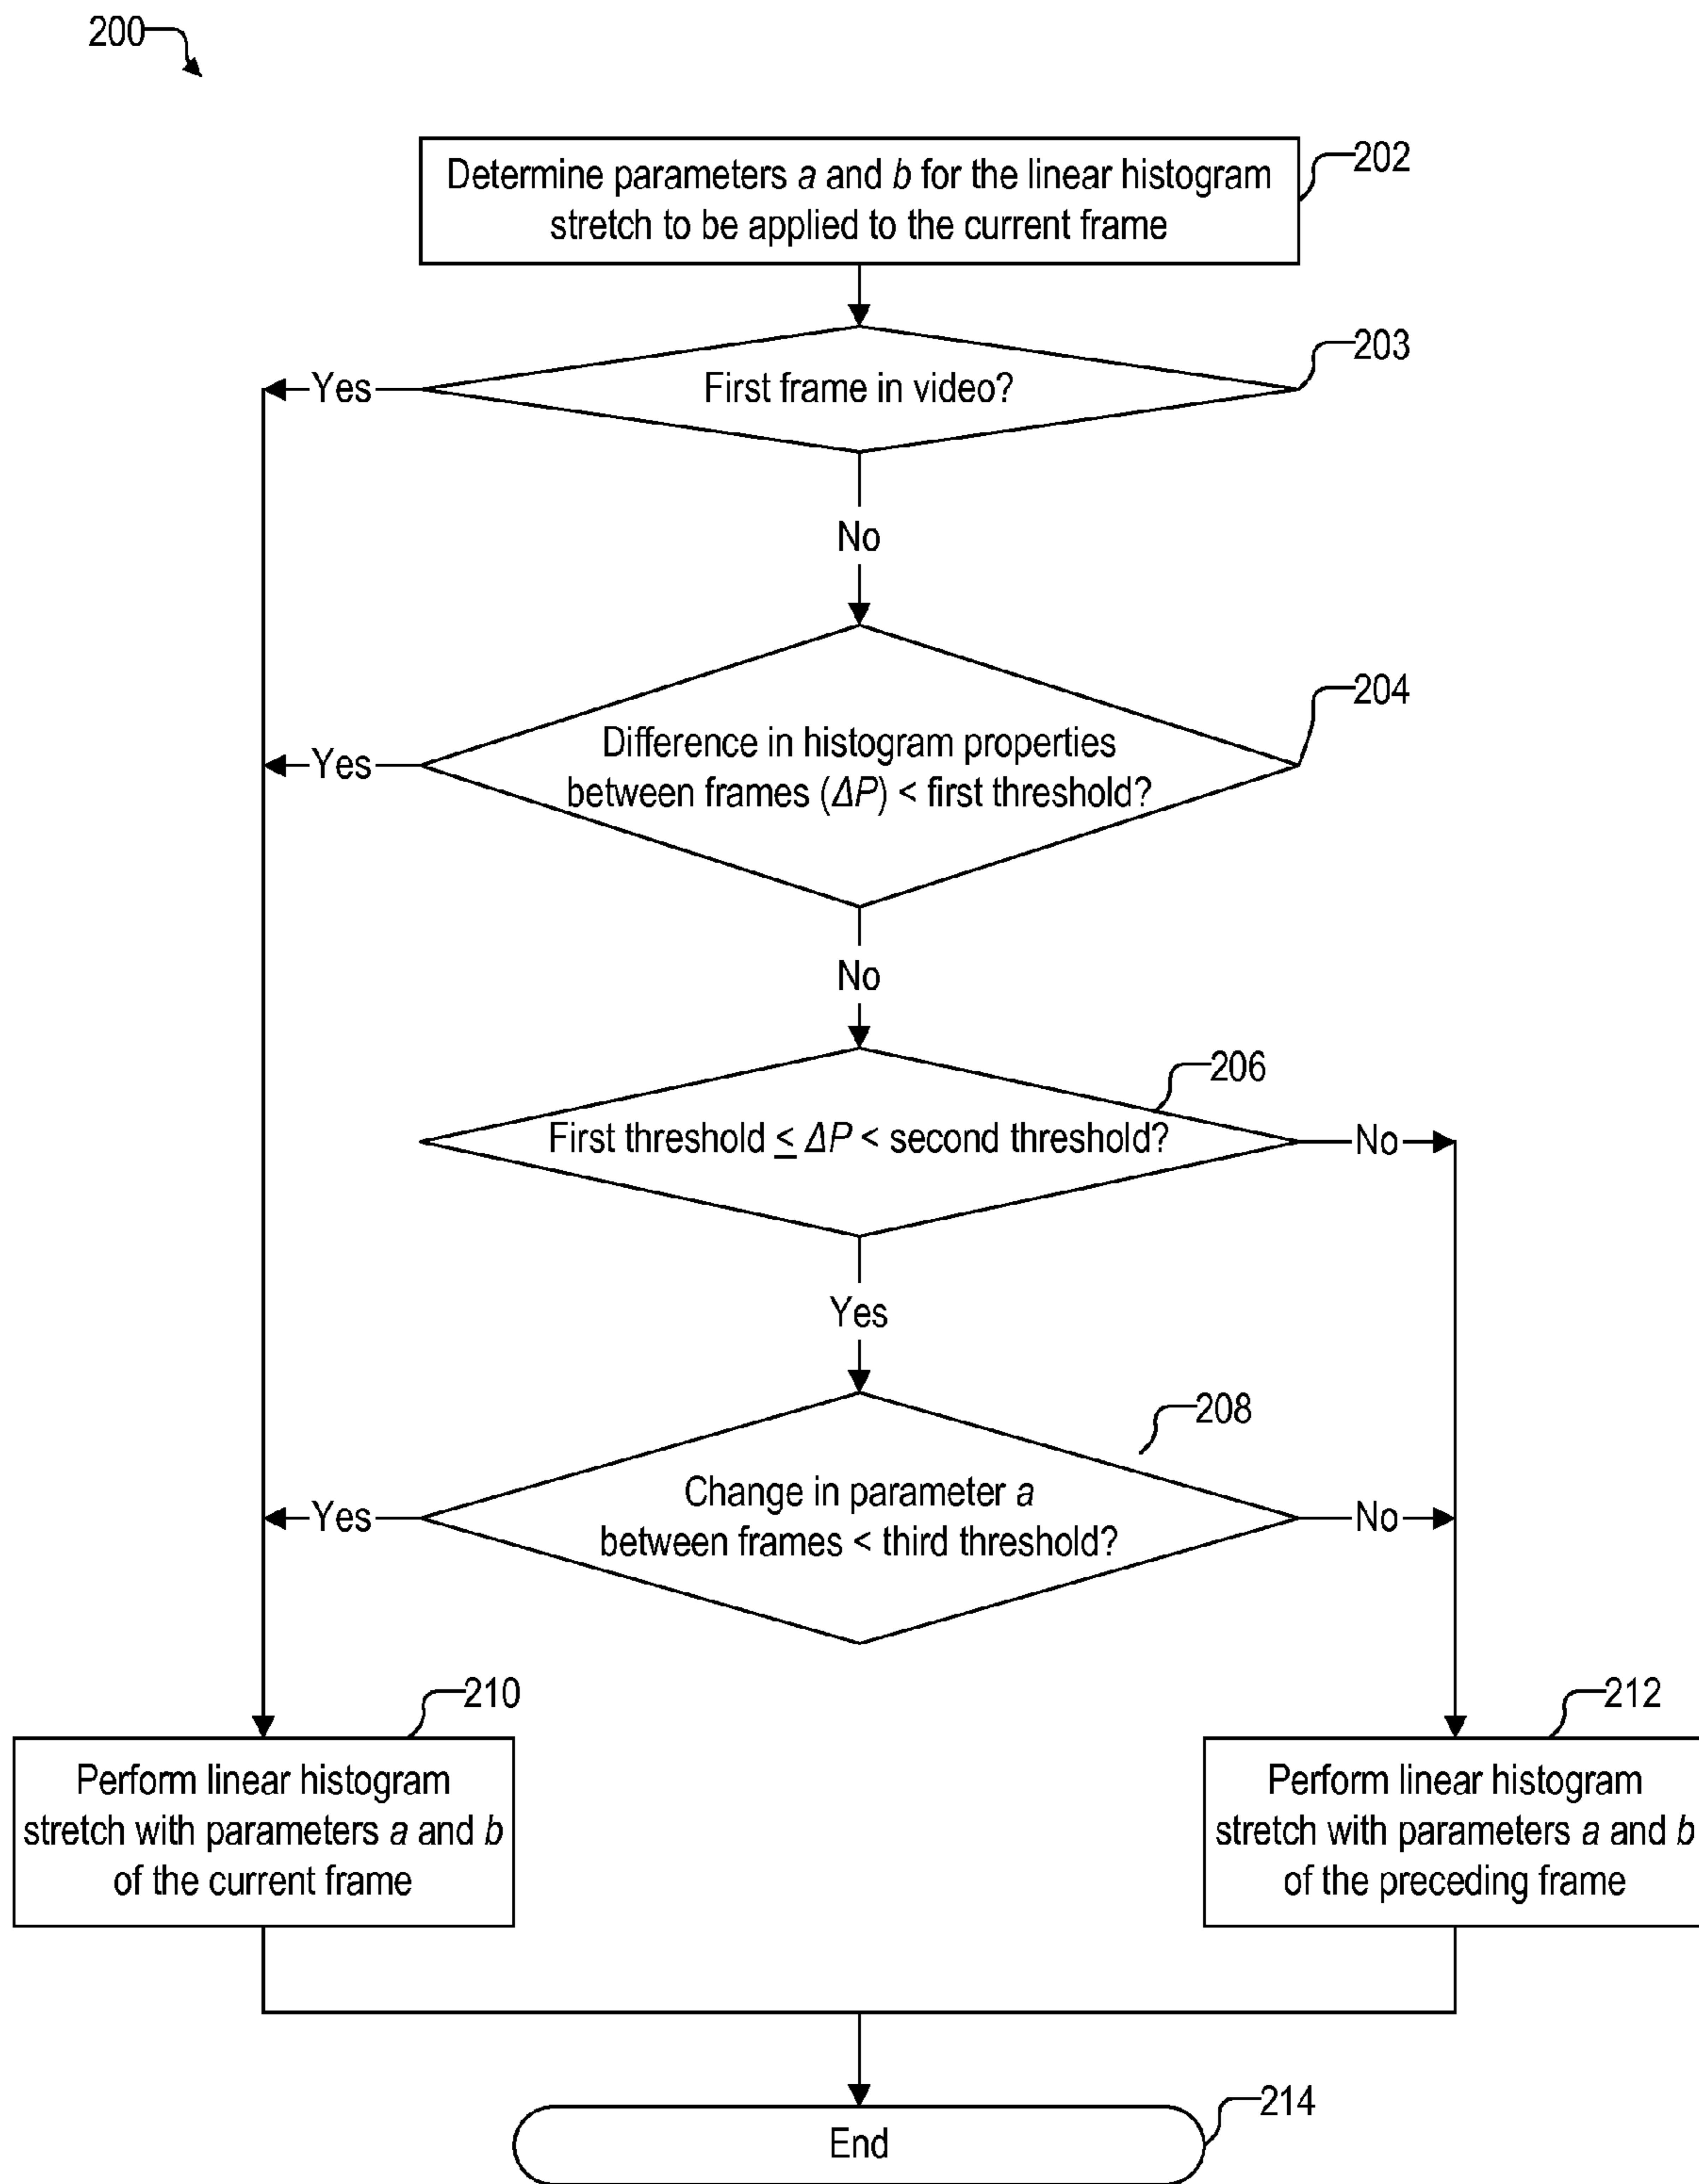 200
202
Determine parameters a and b for the linear histogram
stretch to be applied to the current frame
203
Yes
First frame in video?
No
204
Difference in histogram properties
Yes
between frames (ΔP) < first threshold?
No
206
First threshold ≤ ΔP < second threshold?
No
Yes
208
Change in parameter a
Yes
No
between frames < third threshold?
210
212
Perform linear histogram
stretch with parameters a and b
of the current frame
Perform linear histogram
stretch with parameters a and b
of the preceding frame
214
End